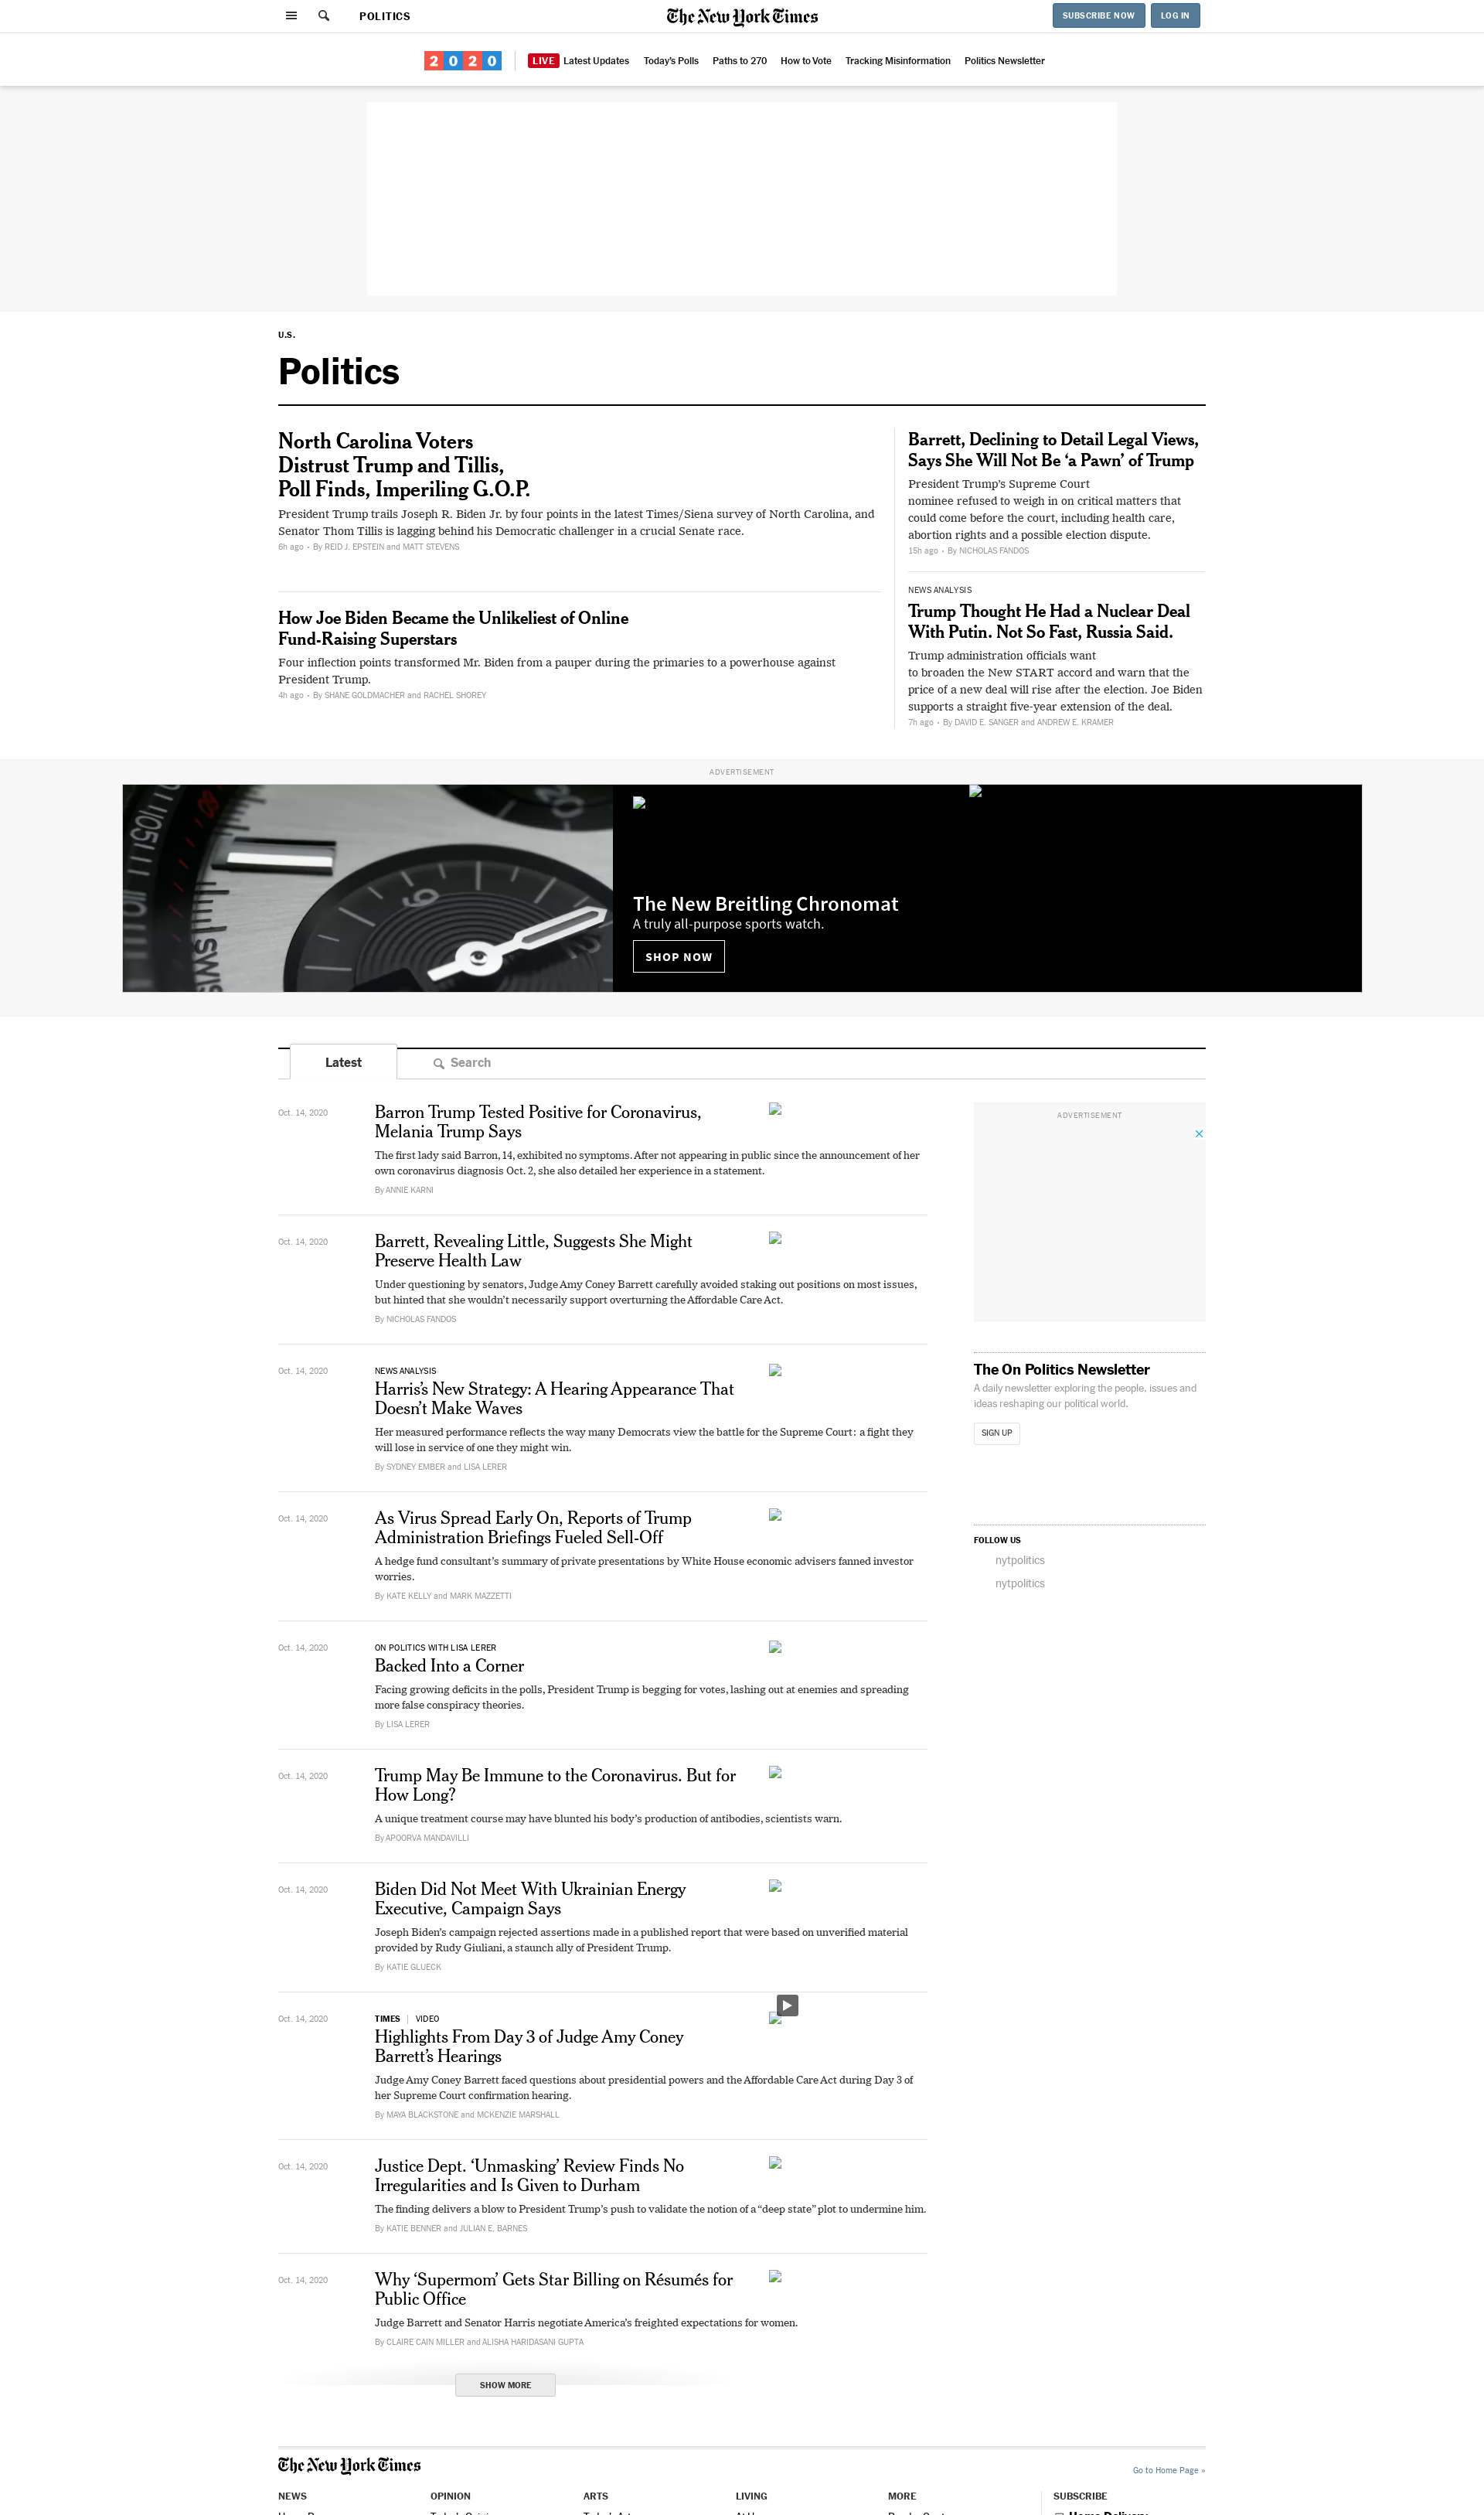 POLITICS
The New York Times
SUBSCRIBE NOW
LOG IN
2020
LIVE Latest Updates
Today's Polls
Paths to 270
How to Vote
Tracking Misinformation
Politics Newsletter
U.S.
Politics
North Carolina Voters
Distrust Trump and Tillis,
Poll Finds, Imperiling G.O.P.
President Trump trails Joseph R. Biden Jr. by four points in the latest Times/Siena survey of North Carolina, and
Senator Thom Tillis is lagging behind his Democratic challenger in a crucial Senate race.
6h ago • By REID J. EPSTEIN and MATT STEVENS
How Joe Biden Became the Unlikeliest of Online
Fund-Raising Superstars
Four inflection points transformed Mr. Biden from a pauper during the primaries to a powerhouse against
President Trump.
4h ago • By SHANE GOLDMACHER and RACHEL SHOREY
Barrett, Declining to Detail Legal Views,
Says She Will Not Be ‘a Pawn’ of Trump
President Trump’s Supreme Court
nominee refused to weigh in on critical matters that
could come before the court, including health care,
abortion rights and a possible election dispute.
15h ago • By NICHOLAS FANDOS
NEWS ANALYSIS
Trump Thought He Had a Nuclear Deal
With Putin. Not So Fast, Russia Said.
Trump administration officials want
to broaden the New START accord and warn that the
price of a new deal will rise after the election. Joe Biden
supports a straight five-year extension of the deal.
7h ago • By DAVID E. SANGER and ANDREW E. KRAMER
ADVERTISEMENT
SWISS
The New Breitling Chronomat
A truly all-purpose sports watch.
SHOP NOW
Latest
Search
Oct. 14, 2020
Barron Trump Tested Positive for Coronavirus,
Melania Trump Says
The first lady said Barron, 14, exhibited no symptoms. After not appearing in public since the announcement of her
own coronavirus diagnosis Oct. 2, she also detailed her experience in a statement.
By ANNIE KARNI
Oct. 14, 2020
Barrett, Revealing Little, Suggests She Might
Preserve Health Law
Under questioning by senators, Judge Amy Coney Barrett carefully avoided staking out positions on most issues,
but hinted that she wouldn’t necessarily support overturning the Affordable Care Act.
By NICHOLAS FANDOS
Oct. 14, 2020
NEWS ANALYSIS
Harris’s New Strategy: A Hearing Appearance That
Doesn’t Make Waves
Her measured performance reflects the way many Democrats view the battle for the Supreme Court: a fight they
will lose in service of one they might win.
By SYDNEY EMBER and LISA LERER
Oct. 14, 2020
As Virus Spread Early On, Reports of Trump
Administration Briefings Fueled Sell-Off
A hedge fund consultant’s summary of private presentations by White House economic advisers fanned investor
worries.
By KATE KELLY and MARK MAZZETTI
Oct. 14, 2020
ON POLITICS WITH LISA LERER
Backed Into a Corner
Facing growing deficits in the polls, President Trump is begging for votes, lashing out at enemies and spreading
more false conspiracy theories.
By LISA LERER
Oct. 14, 2020
Trump May Be Immune to the Coronavirus. But for
How Long?
A unique treatment course may have blunted his body’s production of antibodies, scientists warn.
By APOORVA MANDAVILLI
Oct. 14, 2020
Biden Did Not Meet With Ukrainian Energy
Executive, Campaign Says
Joseph Biden’s campaign rejected assertions made in a published report that were based on unverified material
provided by Rudy Giuliani, a staunch ally of President Trump.
By KATIE GLUECK
Oct. 14, 2020
TIMES | VIDEO
Highlights From Day 3 of Judge Amy Coney
Barrett’s Hearings
Judge Amy Coney Barrett faced questions about presidential powers and the Affordable Care Act during Day 3 of
her Supreme Court confirmation hearing.
By MAYA BLACKSTONE and MCKENZIE MARSHALL
Oct. 14, 2020
Justice Dept. ‘Unmasking’ Review Finds No
Irregularities and Is Given to Durham
The finding delivers a blow to President Trump’s push to validate the notion of a “deep state” plot to undermine him.
By KATIE BENNER and JULIAN E. BARNES
Oct. 14, 2020
Why ‘Supermom’ Gets Star Billing on Résumés for
Public Office
Judge Barrett and Senator Harris negotiate America’s freighted expectations for women.
By CLAIRE CAIN MILLER and ALISHA HARIDASANI GUPTA
SHOW MORE
ADVERTISEMENT
The On Politics Newsletter
A daily newsletter exploring the people, issues and
ideas reshaping our political world.
SIGN UP
FOLLOW US
nytpolitics
nytpolitics
The New York Times
Go to Home Page »
NEWS
OPINION
ARTS
LIVING
MORE
SUBSCRIBE